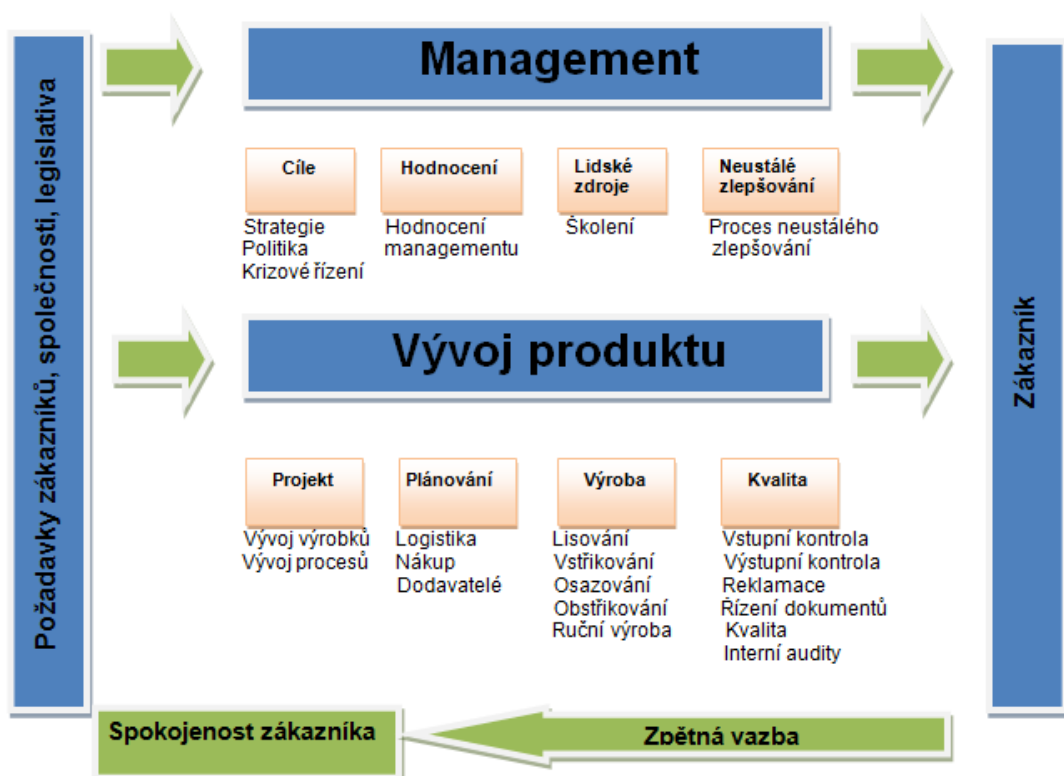 Požadavky zákazníků, společnosti, legislativa
Management
Cíle
Strategie
Politika
Krizové řízení
Hodnocení
Hodnocení
managementu
Lidské
zdroje
Školení
Neustálé
zlepšování
Proces neustálého
zlepšování
Vývoj produktu
Projekt
Vývoj výrobků
Vývoj procesů
Plánování
Logistika
Nákup
Dodavatelé
Výroba
Lisování
Vstřikování
Osazování
Obstřikování
Ruční výroba
Kvalita
Vstupní kontrola
Výstupní kontrola
Reklamace
Řízení dokumentů
Kvalita
Interní audity
Zákazník
Spokojenost zákazníka
Zpětná vazba